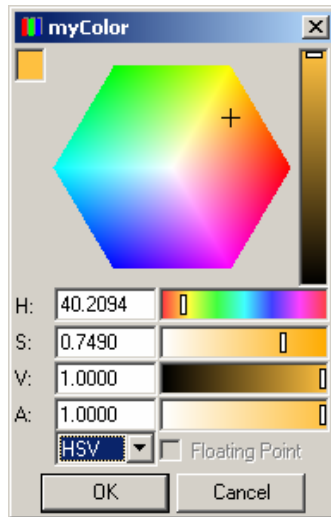 myColor
H: 40.2094
S: 0.7490
V: 1.0000
A: 1.0000
HSV Floating Point
OK Cancel